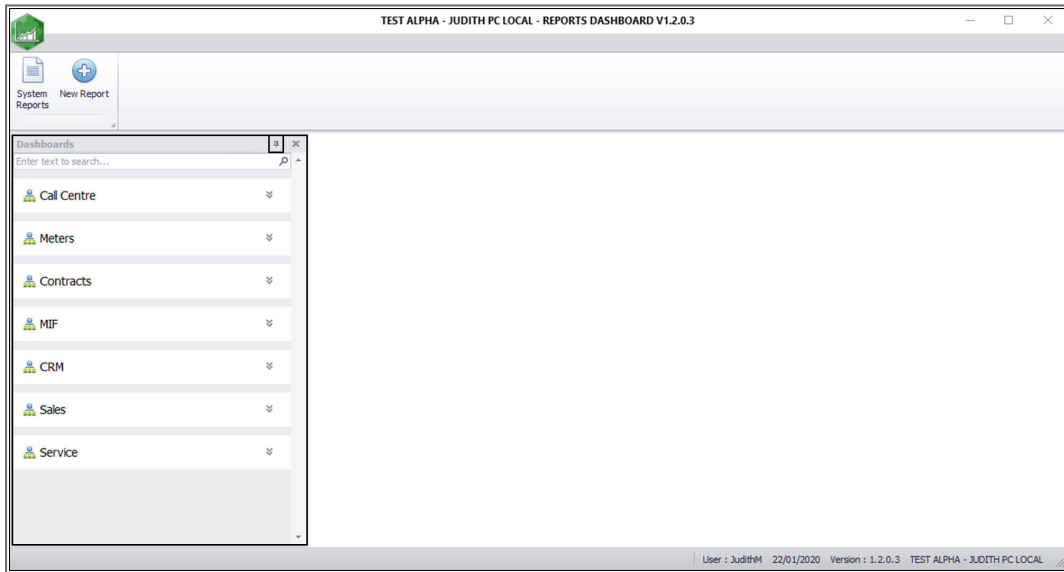 TEST ALPHA - JUDITH PC LOCAL - REPORTS DASHBOARD V1.2.0.3
System Reports
New Report
Dashboards
Enter text to search...
Call Centre
Meters
Contracts
MIF
CRM
Sales
Service
User : JudithM 22/01/2020 Version : 1.2.0.3 TEST ALPHA - JUDITH PC LOCAL